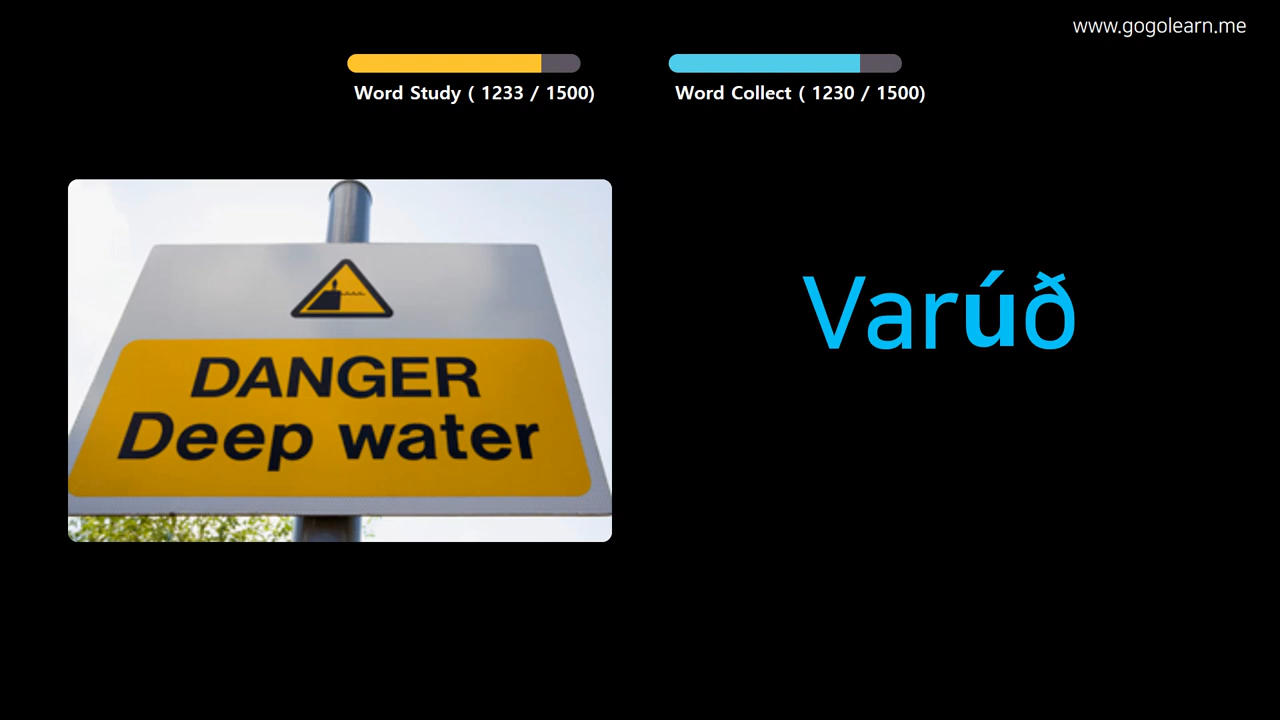 www.gogolearn.me
Word Study ( 1233 / 1500)
Word Collect ( 1230 / 1500)
DANGER
Deep water
Varúð